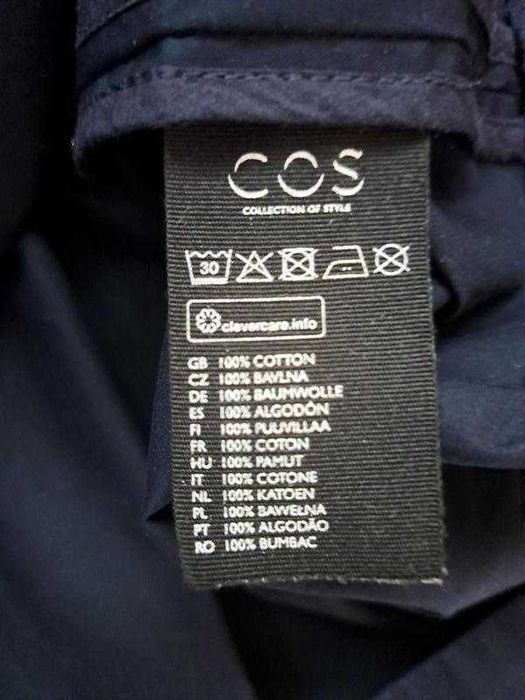 COS
COLLECTION OF STYLE
30
clevercare.info
GB 100% COTTON
CZ 100% BAVLNA
DE 100% BAUMWOLLE
ES 100% ALGODÓN
FI 100% PUUVILLAA
FR 100% COTON
HU 100% PAMUT
IT 100% COTONE
NL 100% KATOEN
PL 100% BAWEŁNA
PT 100% ALGODÃO
RO 100% BUMBAC